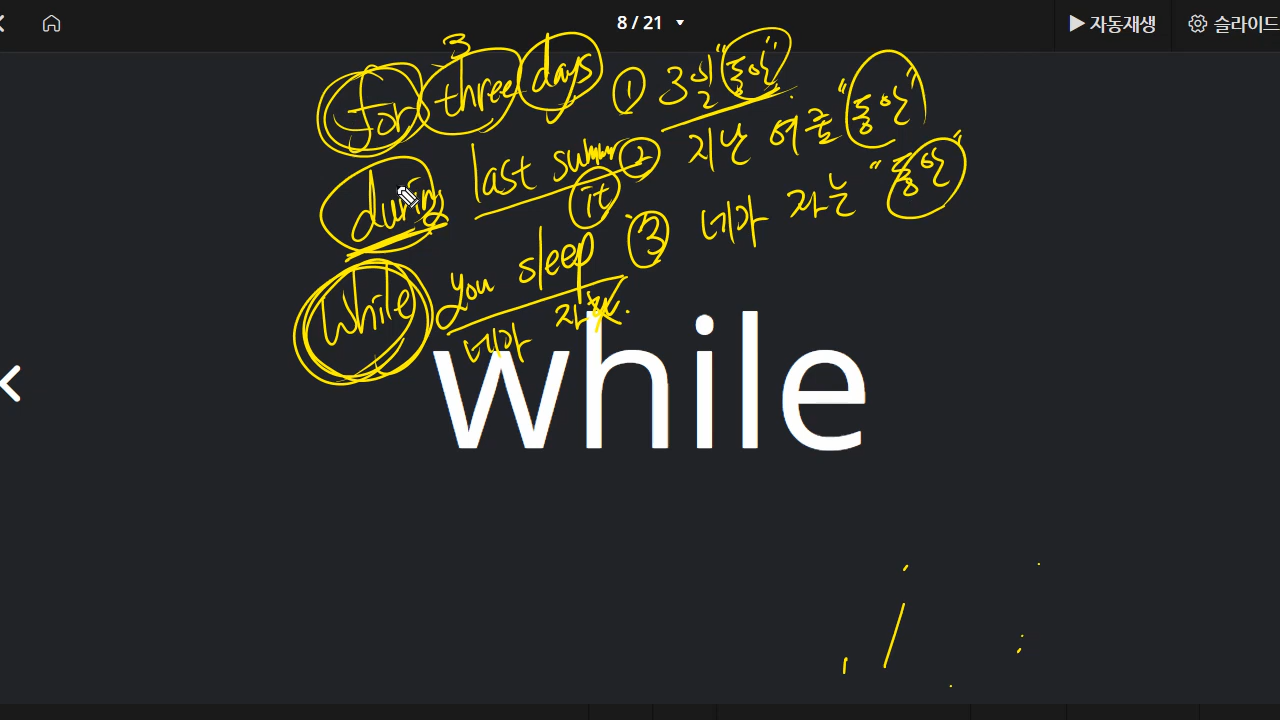 8 / 21 ▼ ▶ 자동재생 슬라이드
3
for three days ① 3일 "동안"
during last summer ② 지난 여름 "동안"
it
while you sleep ③ 네가 자는 "동안"
네가 자
while